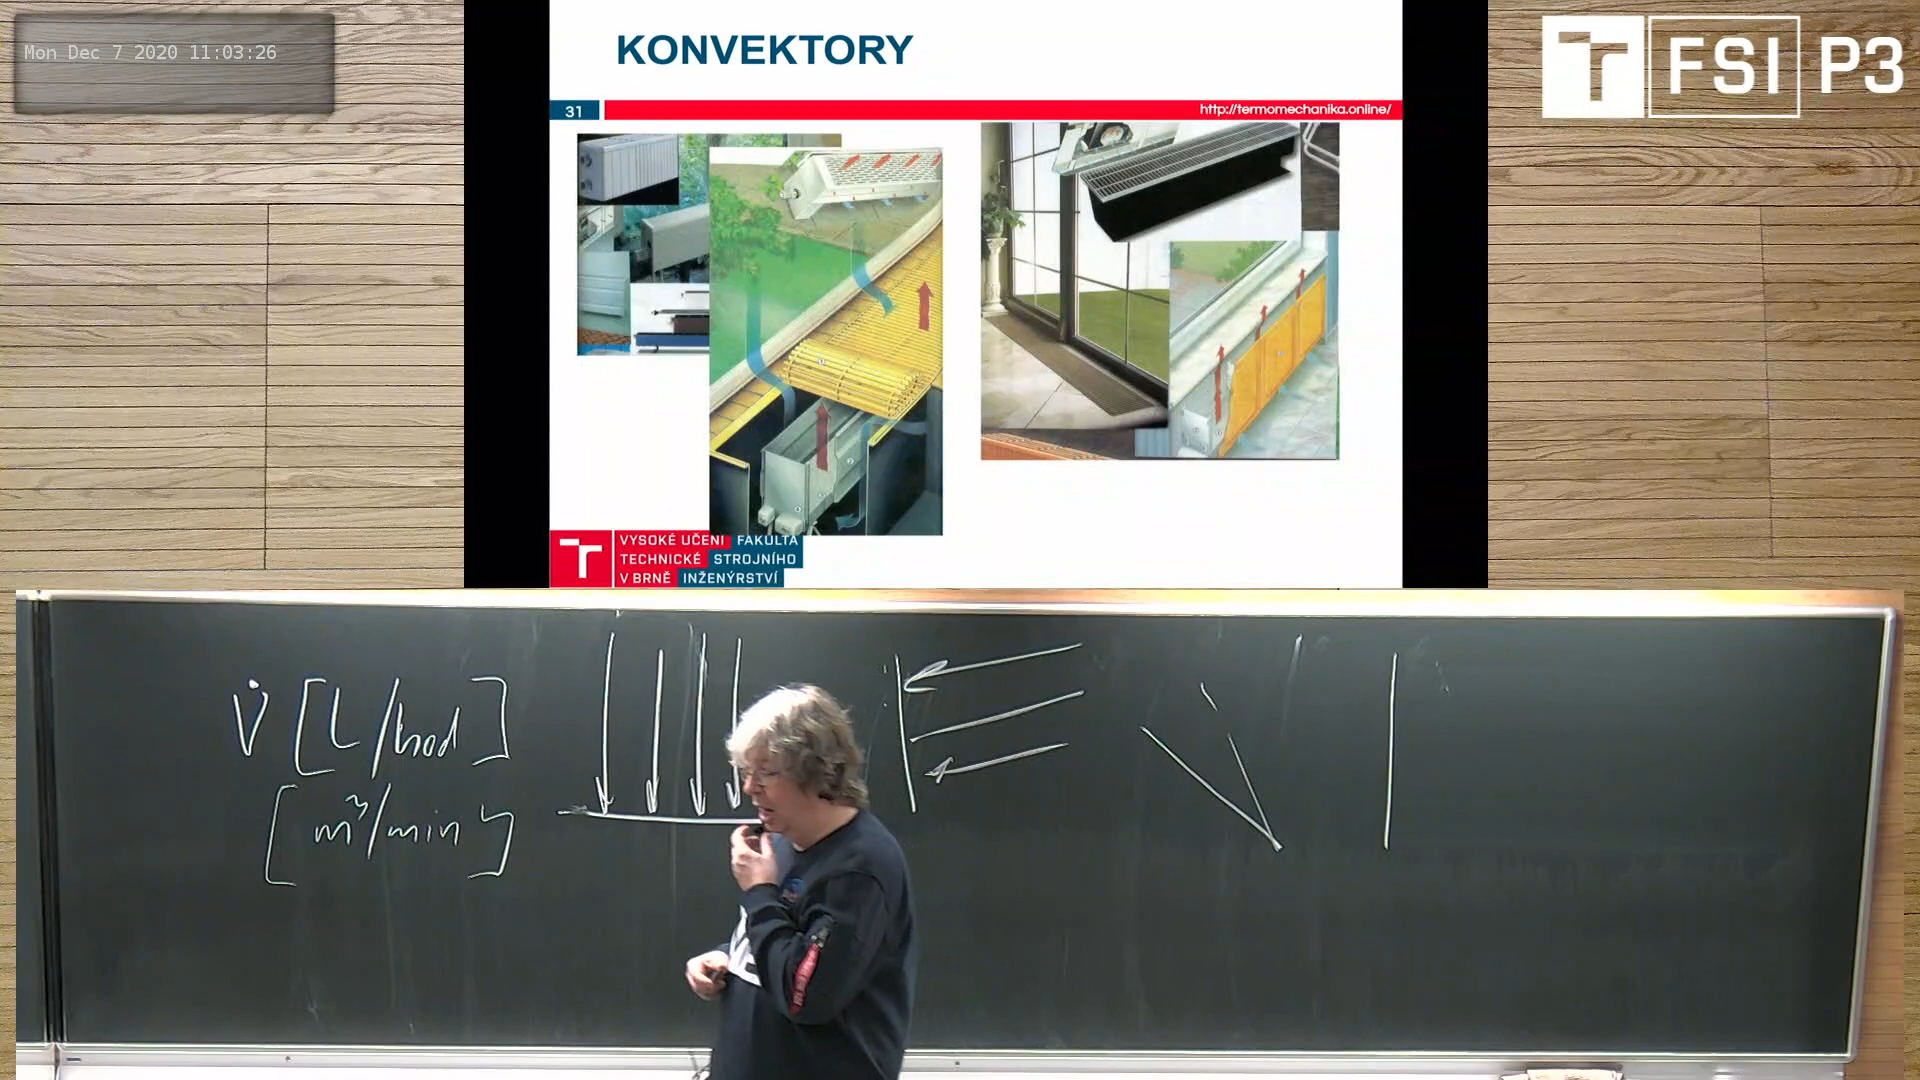 Mon Dec 7 2020 11:03:26
KONVEKTORY
31
http://termomechanika.online/
FSI P3
VYSOKÉ UČENÍ FAKULTA
TECHNICKÉ STROJNÍHO
V BRNĚ INŽENÝRSTVÍ
V̇ [L/hod]
[m³/min]